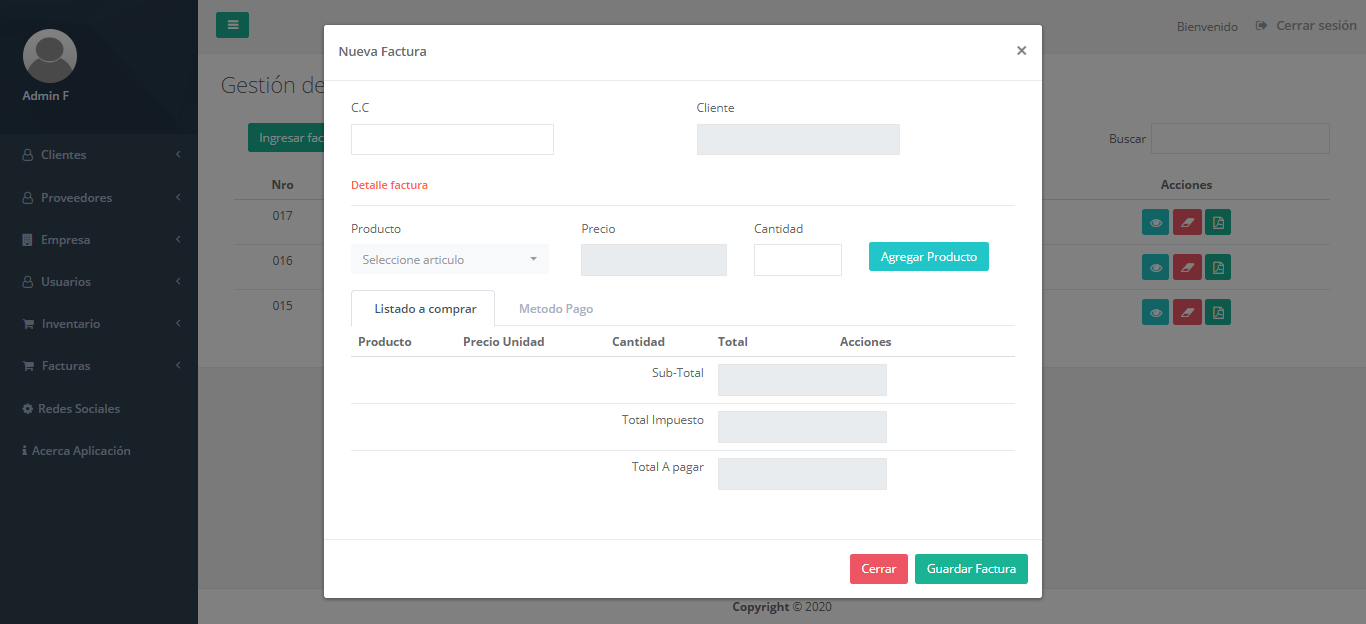 Admin F
Clientes
Proveedores
Empresa
Usuarios
Inventario
Facturas
Redes Sociales
Acerca Aplicación
Bienvenido
Cerrar sesión
Gestión de
Ingresar fac
Buscar
Nro
Acciones
017
016
015
Nueva Factura
×
C.C
Cliente
Detalle factura
Producto
Precio
Cantidad
Seleccione articulo
Agregar Producto
Listado a comprar
Metodo Pago
Producto Precio Unidad Cantidad Total Acciones
Sub-Total
Total Impuesto
Total A pagar
Cerrar
Guardar Factura
Copyright © 2020